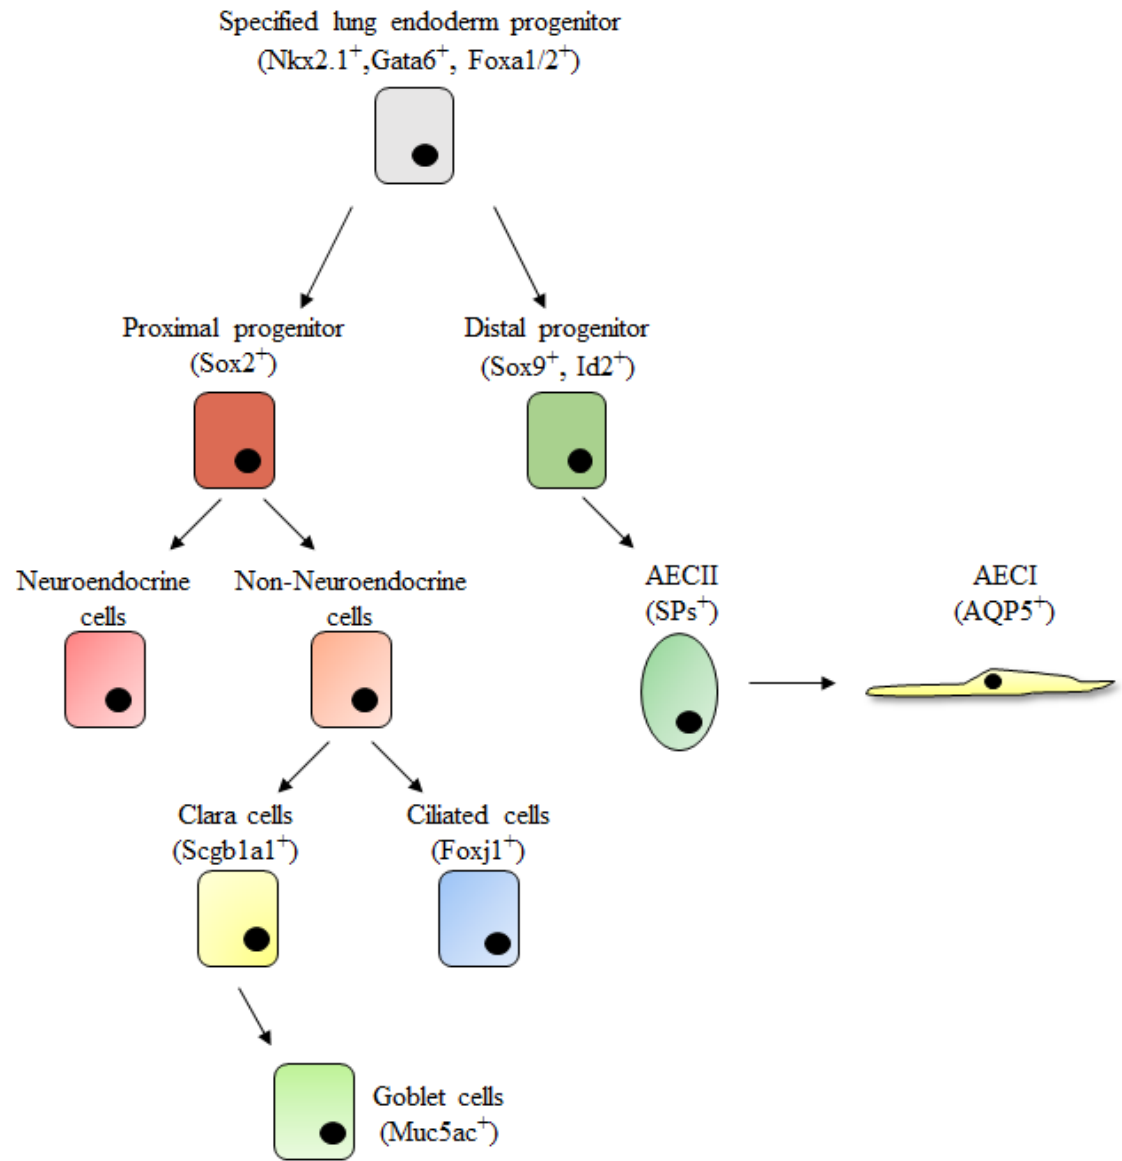 Specified lung endoderm progenitor
(Nkx2.1⁺,Gata6⁺, Foxa1/2⁺)
Proximal progenitor
(Sox2⁺)
Distal progenitor
(Sox9⁺, Id2⁺)
Neuroendocrine
cells
Non-Neuroendocrine
cells
AECII
(SPs⁺)
AECI
(AQP5⁺)
Clara cells
(Scgb1a1⁺)
Ciliated cells
(Foxj1⁺)
Goblet cells
(Muc5ac⁺)